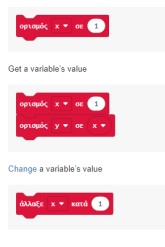 ορισμός x σε 1
Get a variable's value
ορισμός x σε 1
ορισμός y σε x
Change a variable's value
άλλαξε x κατά 1